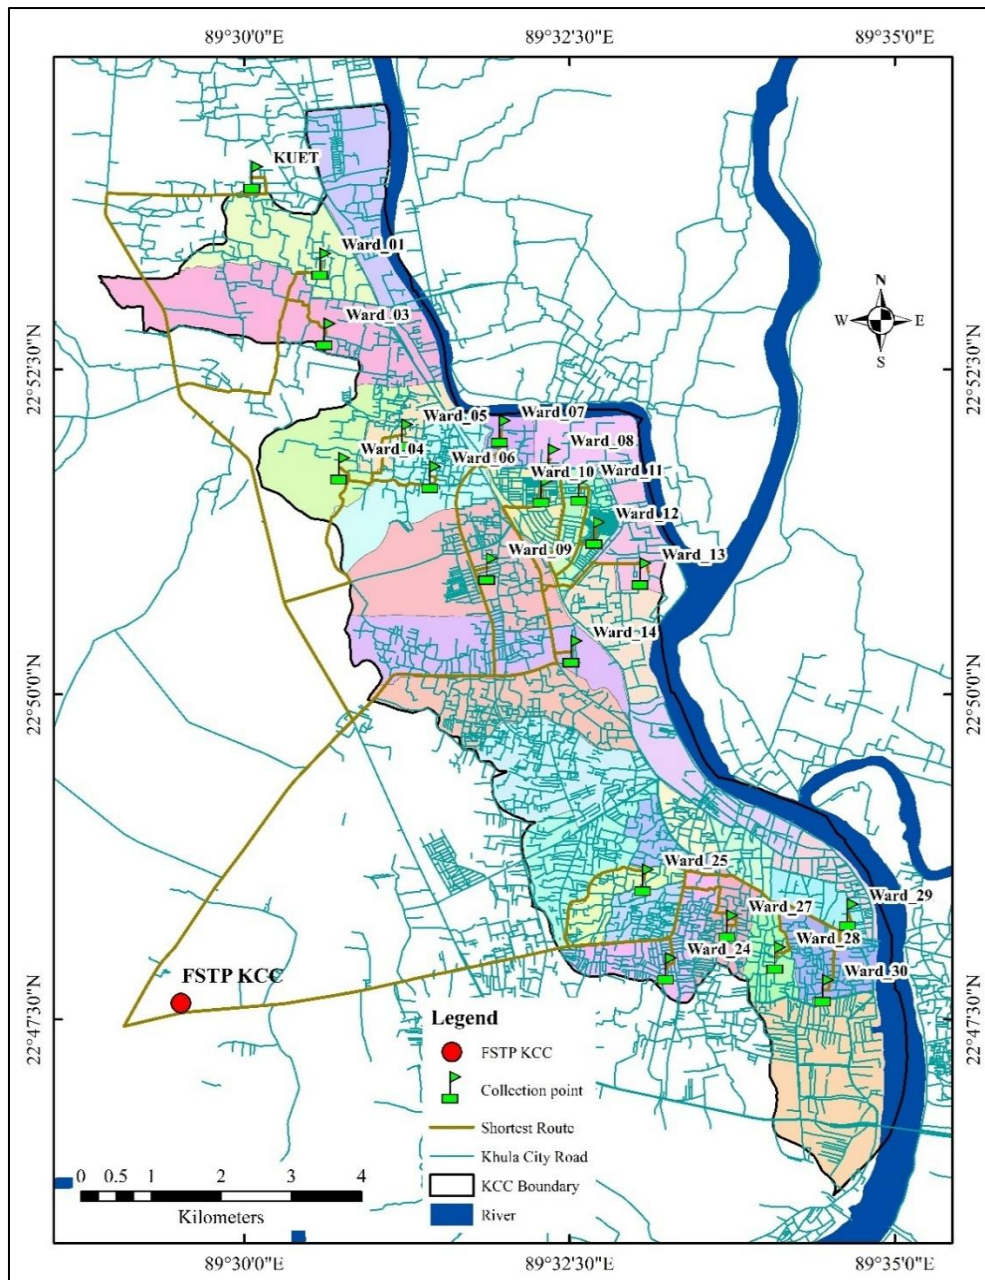 89°30'0"E 89°32'30"E 89°35'0"E
KUET
Ward_01
N
W E
S
Ward_03
22°52'30"N 22°52'30"N
Ward_05 Ward_07
Ward_04 Ward_06 Ward_08
Ward_10 Ward_11
Ward_12
Ward_09 Ward_13
Ward_14
22°50'0"N 22°50'0"N
Ward_25
Ward_27 Ward_29
Ward_24 Ward_28
FSTP KCC Ward_30
22°47'30"N 22°47'30"N
Legend
FSTP KCC
Collection point
Shortest Route
Khula City Road
KCC Boundary
River
0 0.5 1 2 3 4
Kilometers
89°30'0"E 89°32'30"E 89°35'0"E